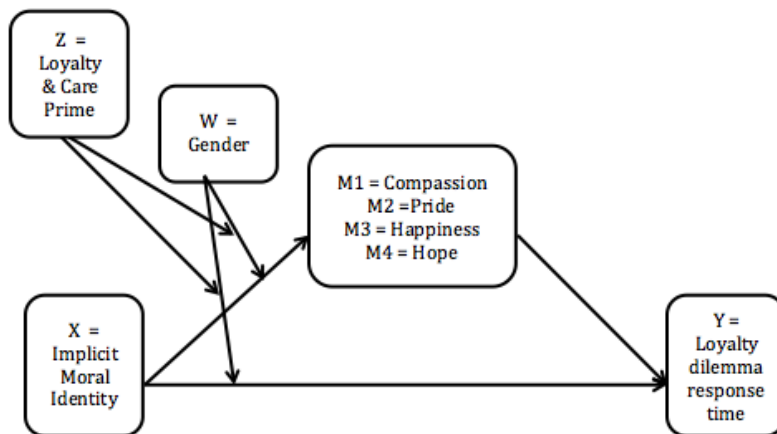 Z =
Loyalty
& Care
Prime
W =
Gender
M1 = Compassion
M2 =Pride
M3 = Happiness
M4 = Hope
X =
Implicit
Moral
Identity
Y =
Loyalty
dilemma
response
time